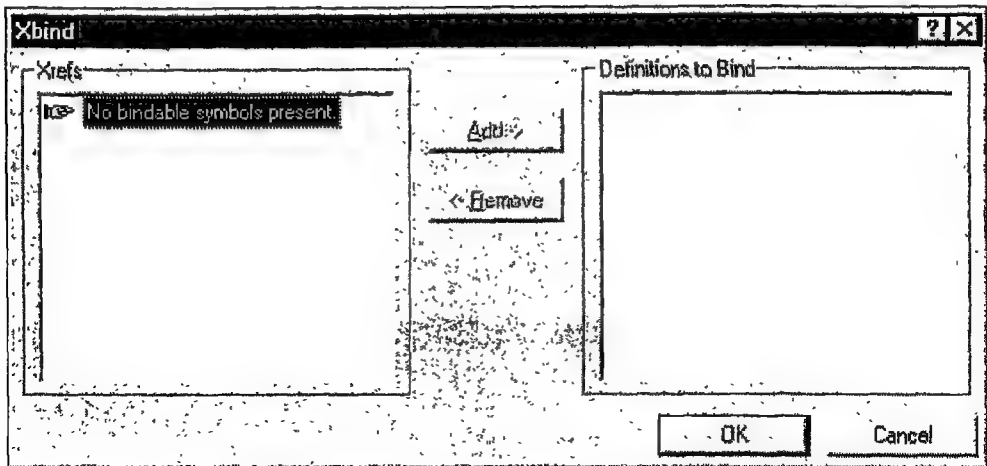 Xbind
Xrefs
No bindable symbols present.
Add ->
<- Remove
Definitions to Bind
OK
Cancel